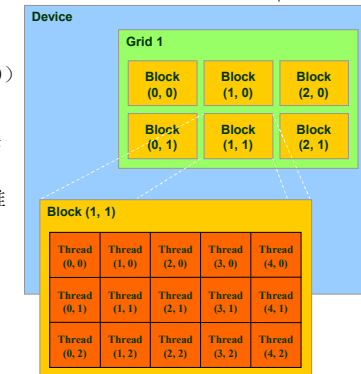 Device
Grid 1
Block
(0, 0)
Block
(1, 0)
Block
(2, 0)
Block
(0, 1)
Block
(1, 1)
Block
(2, 1)
Block (1, 1)
Thread
(0, 0)
Thread
(1, 0)
Thread
(2, 0)
Thread
(3, 0)
Thread
(4, 0)
Thread
(0, 1)
Thread
(1, 1)
Thread
(2, 1)
Thread
(3, 1)
Thread
(4, 1)
Thread
(0, 2)
Thread
(1, 2)
Thread
(2, 2)
Thread
(3, 2)
Thread
(4, 2)